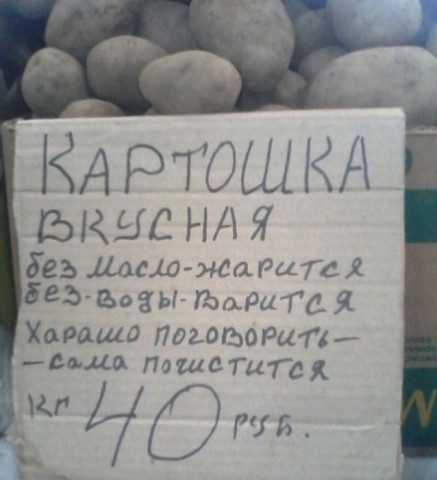 КАРТОШКА
ВКУСНАЯ
без Масло-жарится
без-воды-варится
Харашо поговорить-
-сама почистится
кг 40 руб.